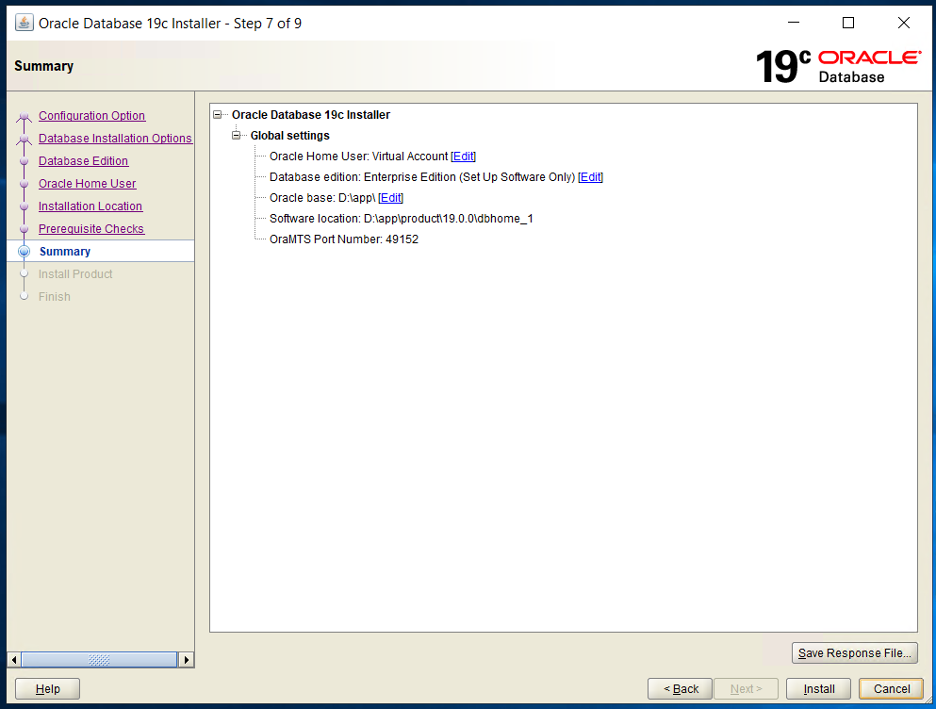 Oracle Database 19c Installer - Step 7 of 9
Summary
19c ORACLE
Database
Configuration Option
Database Installation Options
Database Edition
Oracle Home User
Installation Location
Prerequisite Checks
Summary
Install Product
Finish
Oracle Database 19c Installer
Global settings
Oracle Home User: Virtual Account [Edit]
Database edition: Enterprise Edition (Set Up Software Only) [Edit]
Oracle base: D:\app\ [Edit]
Software location: D:\app\product\19.0.0\dbhome_1
OraMTS Port Number: 49152
Save Response File...
Help
< Back
Next >
Install
Cancel